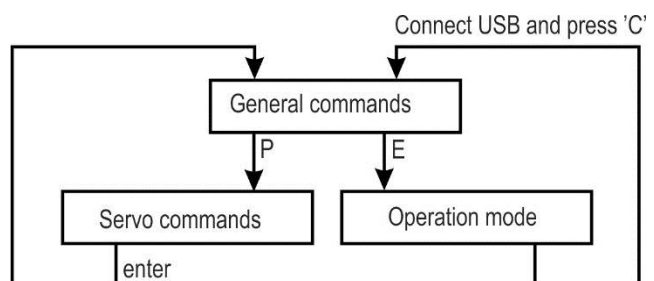 Connect USB and press 'C'
General commands
P
E
Servo commands
Operation mode
enter